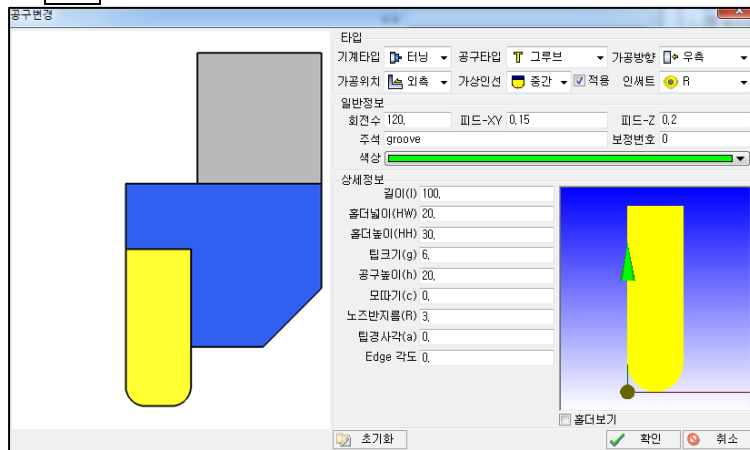 공구변경
타입
기계타입 터닝 공구타입 그루브 가공방향 우측
가공위치 외측 가상인선 중간 적용 인써트 R
일반정보
회전수 120. 피드-XY 0.15 피드-Z 0.2
주석 groove 보정번호 0
색상
상세정보
길이(l) 100.
홀더넓이(HW) 20.
홀더높이(HH) 30.
팁크기(g) 6.
공구높이(h) 20.
모따기(c) 0.
노즈반지름(R) 3.
팁경사각(a) 0.
Edge 각도 0.
홀더보기
초기화 확인 취소